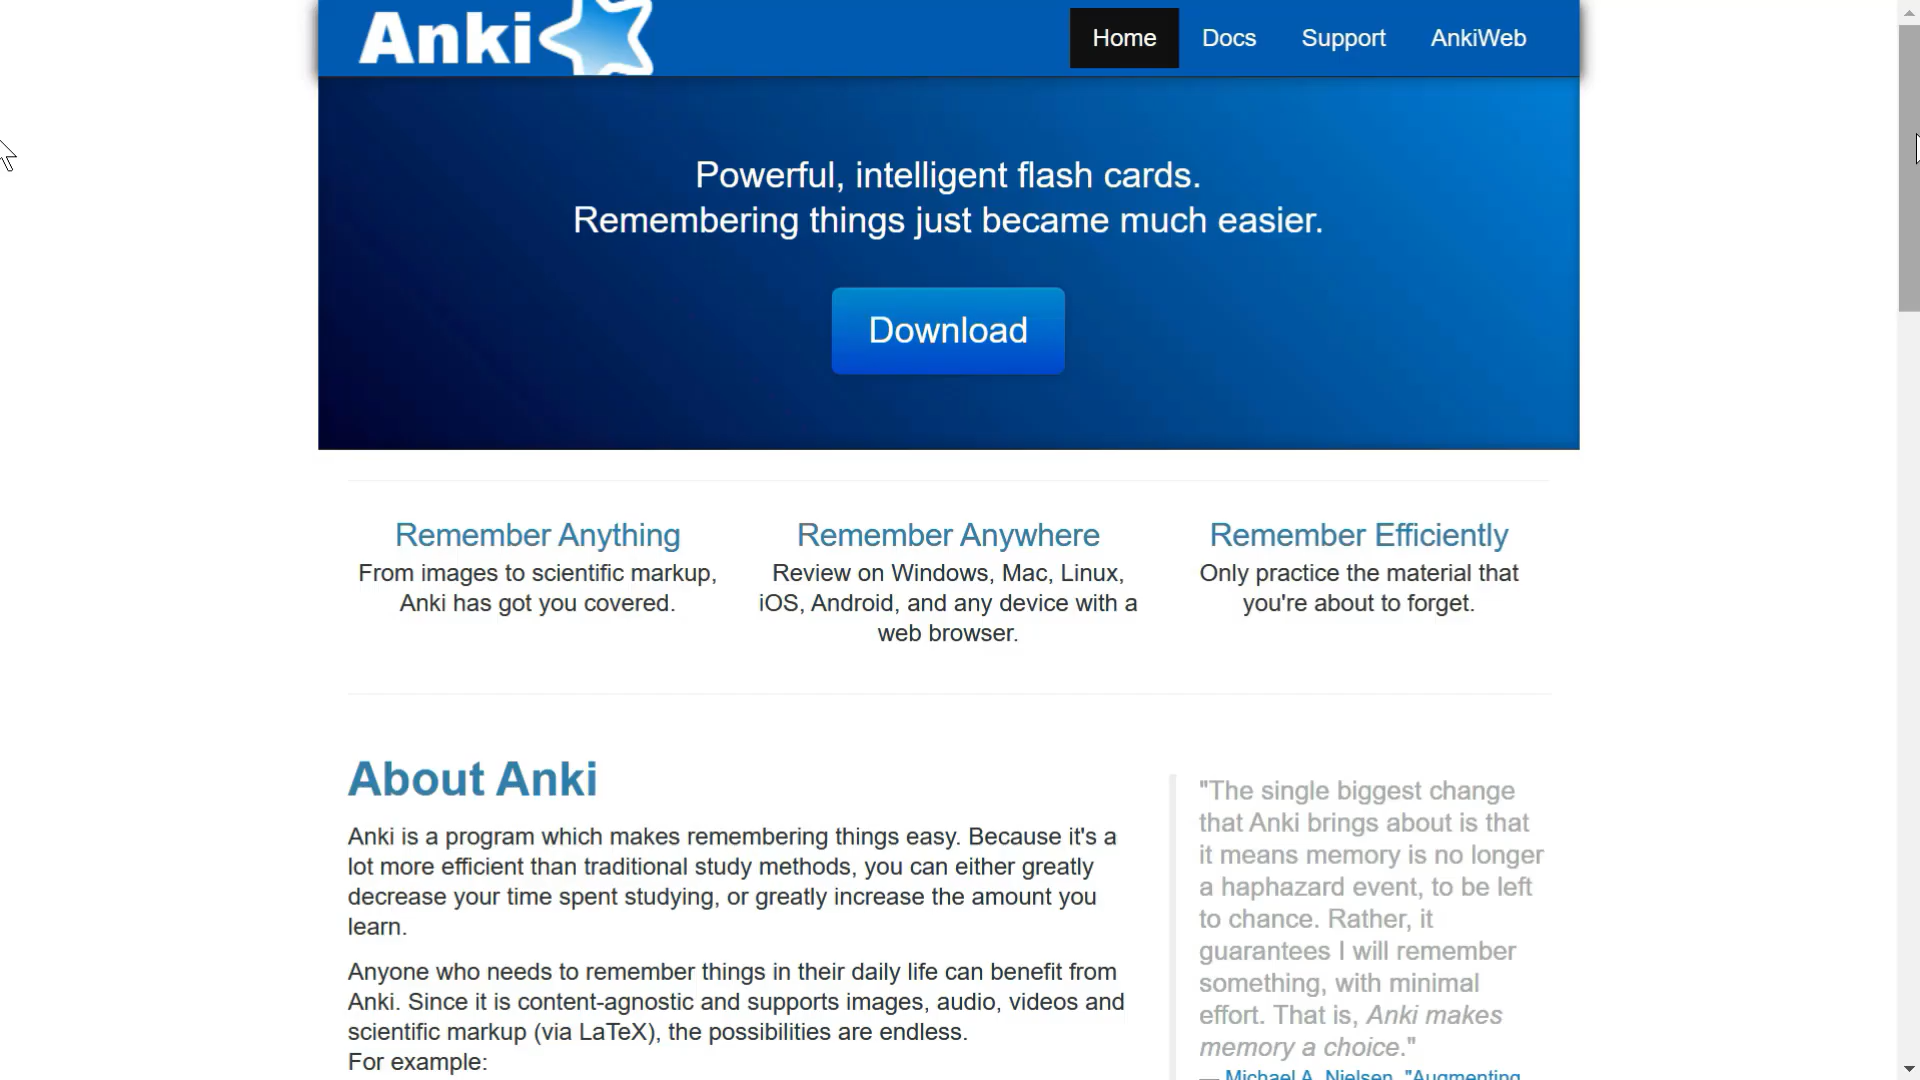 Anki
Home Docs Support AnkiWeb
Powerful, intelligent flash cards.
Remembering things just became much easier.
Download
Remember Anything
From images to scientific markup,
Anki has got you covered.
Remember Anywhere
Review on Windows, Mac, Linux,
iOS, Android, and any device with a
web browser.
Remember Efficiently
Only practice the material that
you're about to forget.
About Anki
Anki is a program which makes remembering things easy. Because it's a
lot more efficient than traditional study methods, you can either greatly
decrease your time spent studying, or greatly increase the amount you
learn.
Anyone who needs to remember things in their daily life can benefit from
Anki. Since it is content-agnostic and supports images, audio, videos and
scientific markup (via LaTeX), the possibilities are endless.
For example:
"The single biggest change
that Anki brings about is that
it means memory is no longer
a haphazard event, to be left
to chance. Rather, it
guarantees I will remember
something, with minimal
effort. That is, Anki makes
memory a choice."
— Michael A. Nielsen, "Augmenting